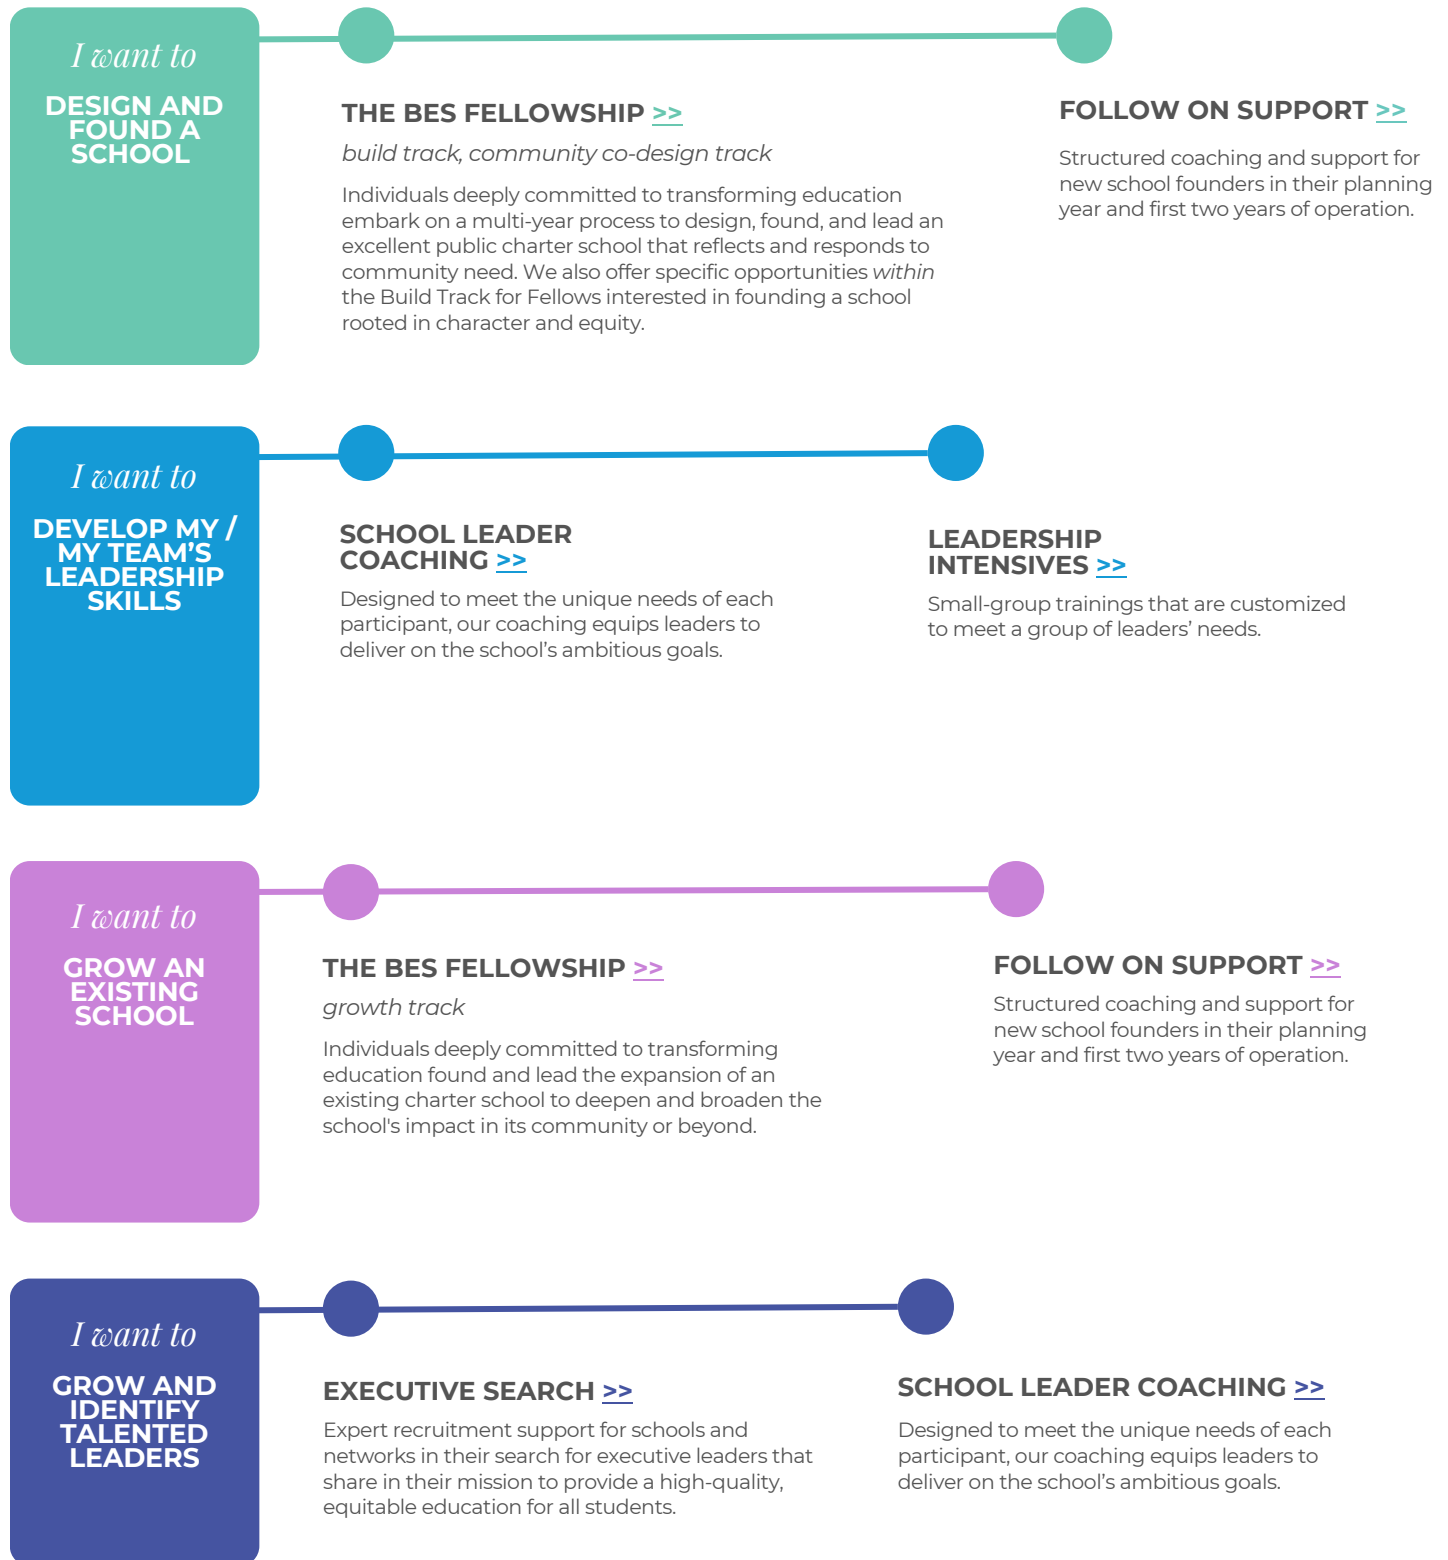 I want to
DESIGN AND
FOUND A
SCHOOL
THE BES FELLOWSHIP >>
build track, community co-design track
Individuals deeply committed to transforming education
embark on a multi-year process to design, found, and lead an
excellent public charter school that reflects and responds to
community need. We also offer specific opportunities within
the Build Track for Fellows interested in founding a school
rooted in character and equity.
FOLLOW ON SUPPORT >>
Structured coaching and support for
new school founders in their planning
year and first two years of operation.
I want to
DEVELOP MY /
MY TEAM’S
LEADERSHIP
SKILLS
SCHOOL LEADER
COACHING >>
Designed to meet the unique needs of each
participant, our coaching equips leaders to
deliver on the school’s ambitious goals.
LEADERSHIP
INTENSIVES >>
Small-group trainings that are customized
to meet a group of leaders’ needs.
I want to
GROW AN
EXISTING
SCHOOL
THE BES FELLOWSHIP >>
growth track
Individuals deeply committed to transforming
education found and lead the expansion of an
existing charter school to deepen and broaden the
school's impact in its community or beyond.
FOLLOW ON SUPPORT >>
Structured coaching and support for
new school founders in their planning
year and first two years of operation.
I want to
GROW AND
IDENTIFY
TALENTED
LEADERS
EXECUTIVE SEARCH >>
Expert recruitment support for schools and
networks in their search for executive leaders that
share in their mission to provide a high-quality,
equitable education for all students.
SCHOOL LEADER COACHING >>
Designed to meet the unique needs of each
participant, our coaching equips leaders to
deliver on the school’s ambitious goals.